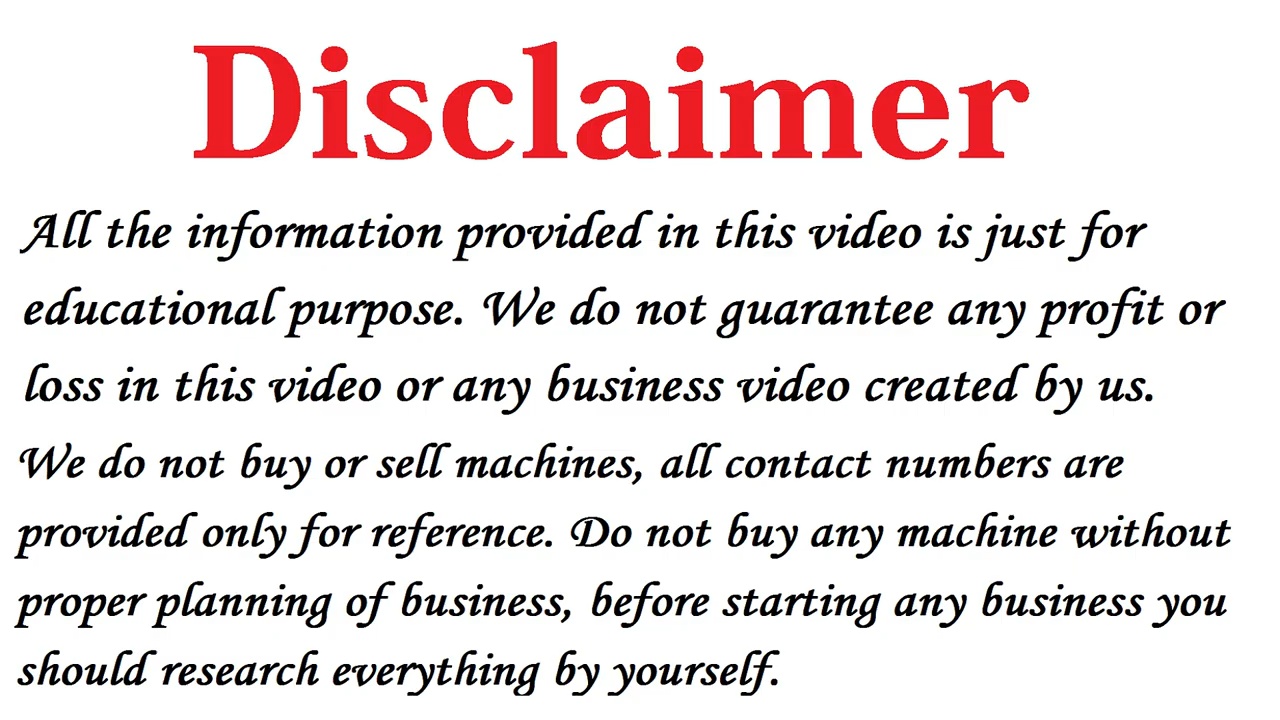 Disclaimer
All the information provided in this video is just for
educational purpose. We do not guarantee any profit or
loss in this video or any business video created by us.
We do not buy or sell machines, all contact numbers are
provided only for reference. Do not buy any machine without
proper planning of business, before starting any business you
should research everything by yourself.